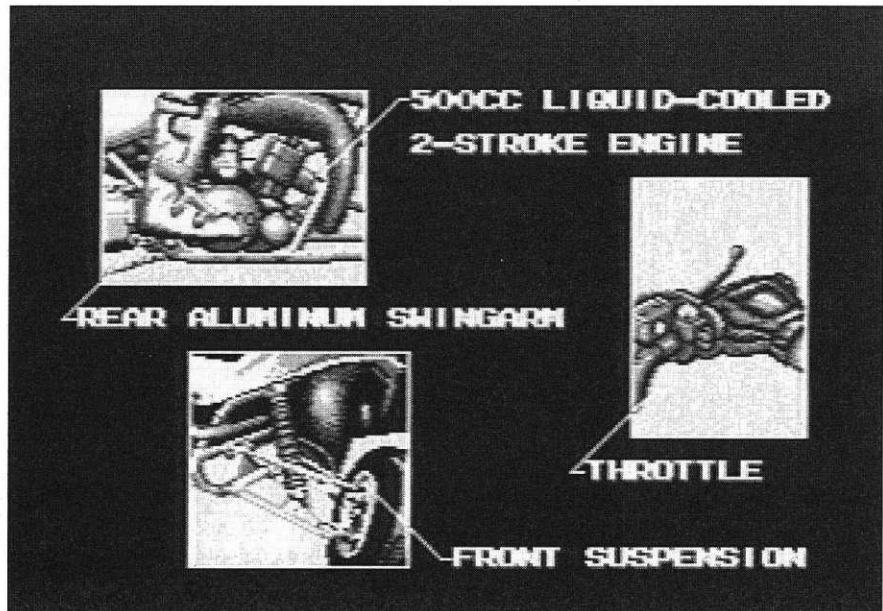 500CC LIQUID-COOLED
2-STROKE ENGINE
REAR ALUMINUM SWINGARM
THROTTLE
FRONT SUSPENSION